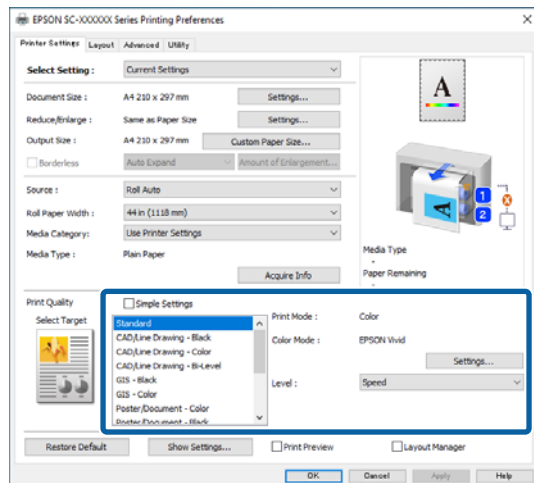 EPSON SC-XXXXXX Series Printing Preferences
Printer Settings Layout Advanced Utility
Select Setting : Current Settings
Document Size : A4 210 x 297 mm Settings...
Reduce/Enlarge : Same as Paper Size Settings...
Output Size : A4 210 x 297 mm Custom Paper Size...
Borderless Auto Expand Amount of Enlargement...
A
Source : Roll Auto
Roll Paper Width : 44 in (1118 mm)
Media Category: Use Printer Settings
Media Type : Plain Paper
Acquire Info
A
1
2
Media Type
-
Paper Remaining
-
Print Quality
Select Target
Simple Settings
Standard
CAD/Line Drawing - Black
CAD/Line Drawing - Color
CAD/Line Drawing - Bi-Level
GIS - Black
GIS - Color
Poster/Document - Color
Poster/Document - Black
Print Mode : Color
Color Mode : EPSON Vivid
Settings...
Level : Speed
Restore Default Show Settings... Print Preview Layout Manager
OK Cancel Apply Help